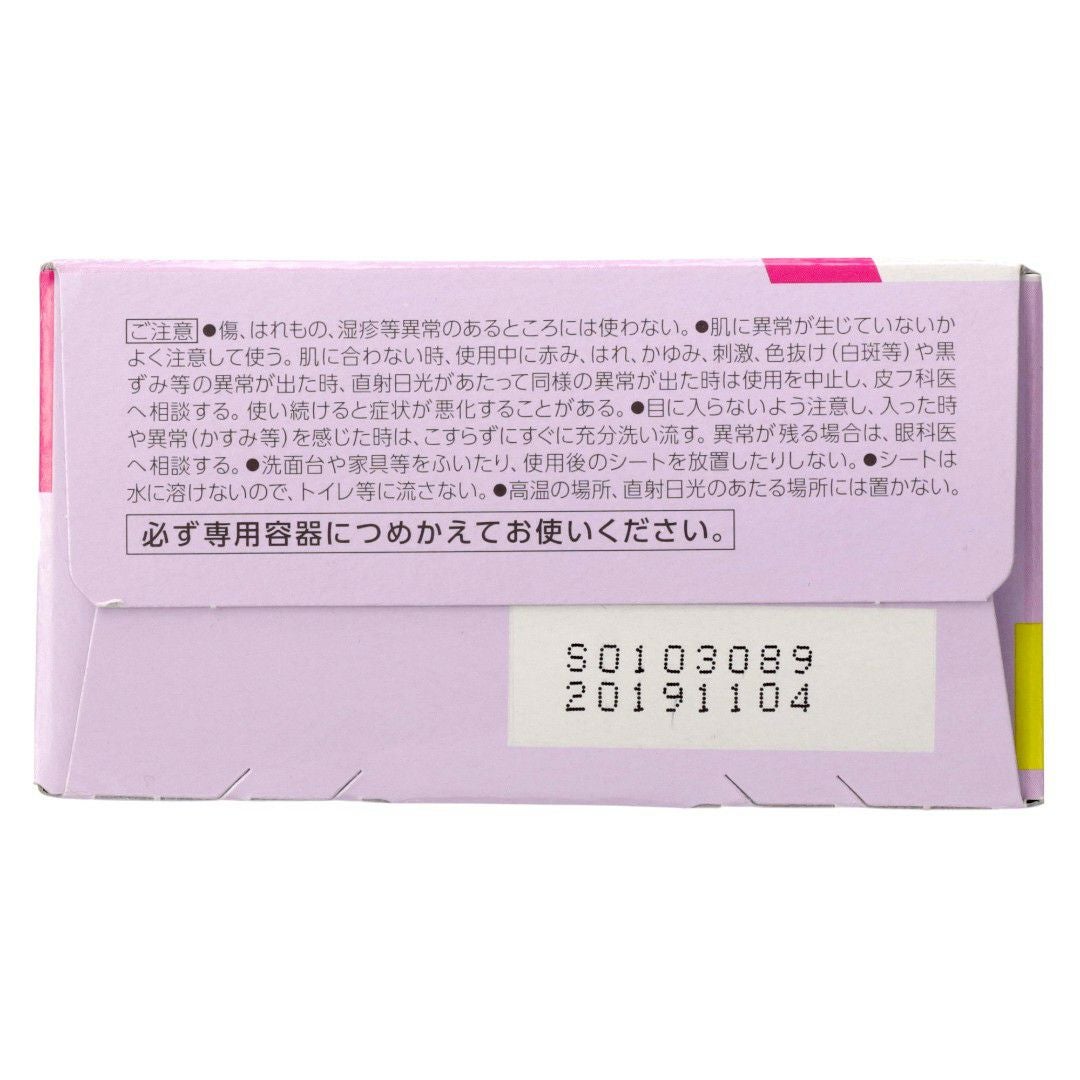 ご注意 ●傷、はれもの、湿疹等異常のあるところには使わない。●肌に異常が生じていないか
よく注意して使う。肌に合わない時、使用中に赤み、はれ、かゆみ、刺激、色抜け(白斑等)や黒
ずみ等の異常が出た時、直射日光があたって同様の異常が出た時は使用を中止し、皮フ科医
へ相談する。使い続けると症状が悪化することがある。●目に入らないよう注意し、入った時
や異常(かすみ等)を感じた時は、こすらずにすぐに充分洗い流す。異常が残る場合は、眼科医
へ相談する。●洗面台や家具等をふいたり、使用後のシートを放置したりしない。●シートは
水に溶けないので、トイレ等に流さない。●高温の場所、直射日光のあたる場所には置かない。
必ず専用容器につめかえてお使いください。
S0103089
20191104